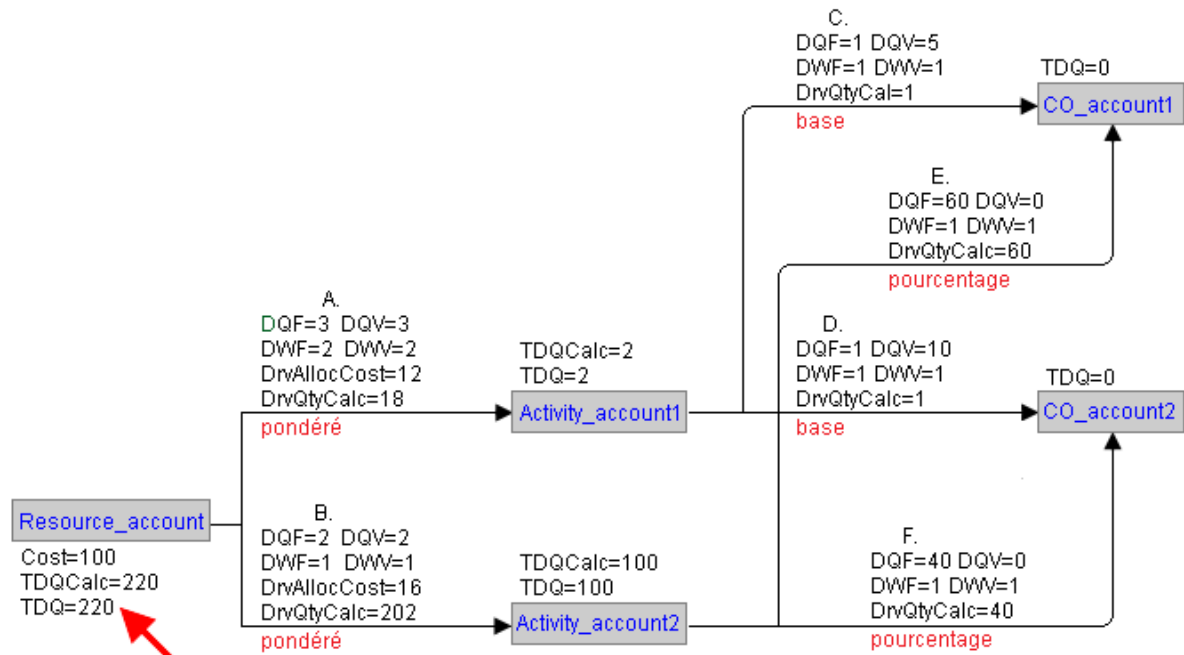 C.
DQF=1 DQV=5
DWF=1 DWV=1
DrvQtyCal=1
base
TDQ=0
CO_account1
E.
DQF=60 DQV=0
DWF=1 DWV=1
DrvQtyCalc=60
pourcentage
A.
DQF=3 DQV=3
DWF=2 DWV=2
DrvAllocCost=12
DrvQtyCalc=18
pondéré
TDQCalc=2
TDQ=2
Activity_account1
D.
DQF=1 DQV=10
DWF=1 DWV=1
DrvQtyCalc=1
base
TDQ=0
CO_account2
Resource_account
Cost=100
TDQCalc=220
TDQ=220
B.
DQF=2 DQV=2
DWF=1 DWV=1
DrvAllocCost=16
DrvQtyCalc=202
pondéré
TDQCalc=100
TDQ=100
Activity_account2
F.
DQF=40 DQV=0
DWF=1 DWV=1
DrvQtyCalc=40
pourcentage